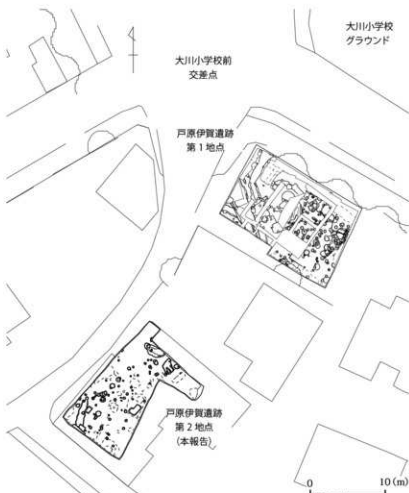 大川小学校
グラウンド
大川小学校前
交差点
戸原伊賀遺跡
第1地点
戸原伊賀遺跡
第2地点
(本報告)
0 10(m)